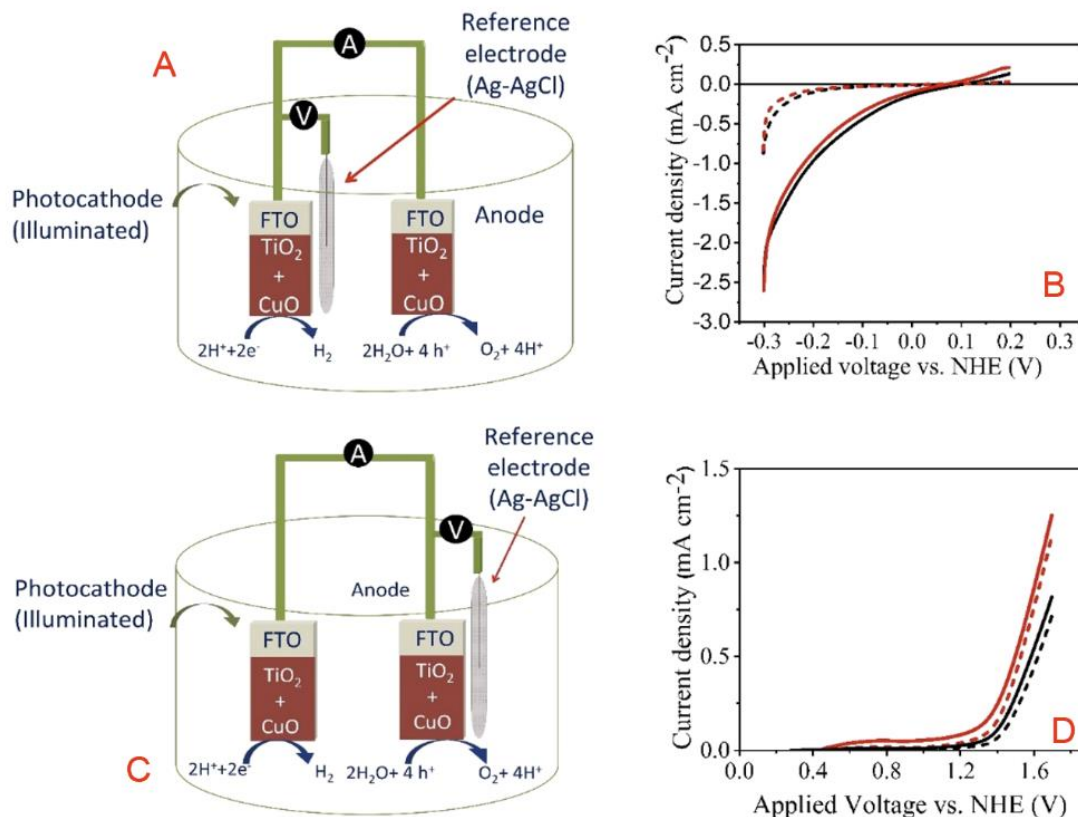 A
A
Reference
electrode
(Ag-AgCl)
V
Photocathode
(Illuminated)
Anode
FTO
TiO₂
+
CuO
FTO
TiO₂
+
CuO
2H⁺+2e⁻
H₂
2H₂O+ 4 h⁺
O₂+ 4H⁺
Current density (mA cm⁻²)
0.5
0.0
-0.5
-1.0
-1.5
-2.0
-2.5
-3.0
B
-0.3 -0.2 -0.1 0.0 0.1 0.2 0.3
Applied voltage vs. NHE (V)
A
Reference
electrode
(Ag-AgCl)
V
Photocathode
(Illuminated)
Anode
FTO
TiO₂
+
CuO
FTO
TiO₂
+
CuO
C
2H⁺+2e⁻
H₂
2H₂O+ 4 h⁺
O₂+ 4H⁺
Current density (mA cm⁻²)
1.5
1.0
0.5
0.0
D
0.0 0.4 0.8 1.2 1.6
Applied Voltage vs. NHE (V)